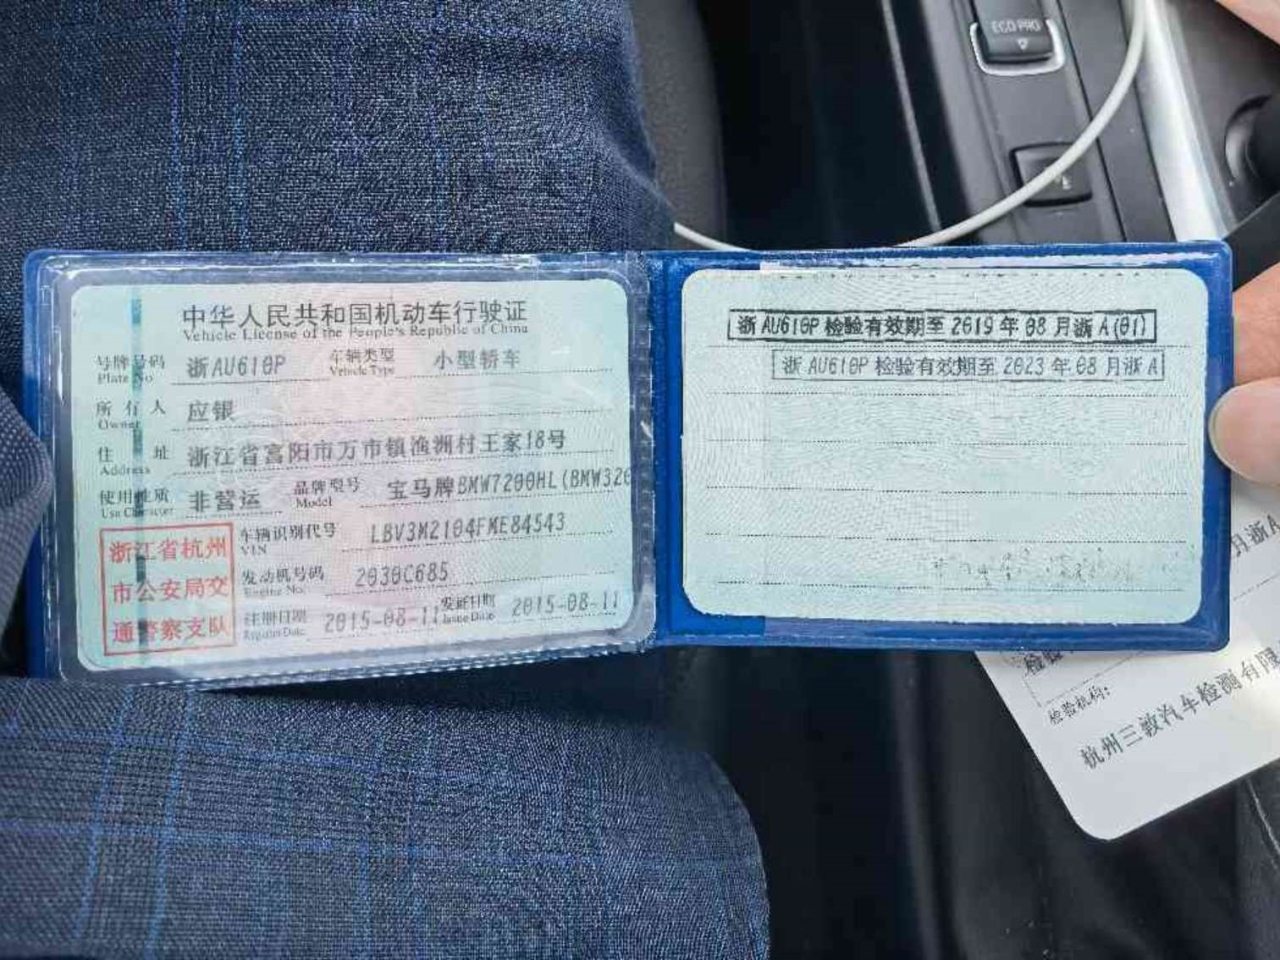 ECO PRO
中华人民共和国机动车行驶证
Vehicle License of the People's Republic of China
号牌号码 浙AU610P 车辆类型 小型轿车
Plate No Vehicle Type
所有人 应银
Owner
住址 浙江省富阳市万市镇渔洲村王家18号
Address
使用性质 非营运 品牌型号 宝马牌BMW7200HL(BMW320
Use Character Model
浙江省杭州
市公安局交
通警察支队
车辆识别代号 LBV3M2104FME84543
VIN
发动机号码 2030C685
Engine No.
注册日期 2015-08-11 发证日期 2015-08-11
Register Date Issue Date
浙AU610P检验有效期至2019年08月浙A(01)
浙AU610P检验有效期至2023年08月浙A
月浙A
检验
检验机构:
杭州三致汽车检测有限